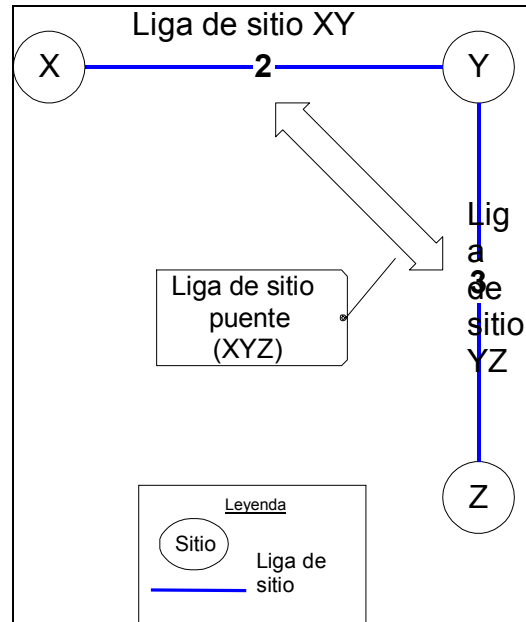 Liga de sitio XY
X
2
Y
Lig
a
3
de
sitio
YZ
Liga de sitio
puente
(XYZ)
Z
Leyenda
Sitio
Liga de
sitio